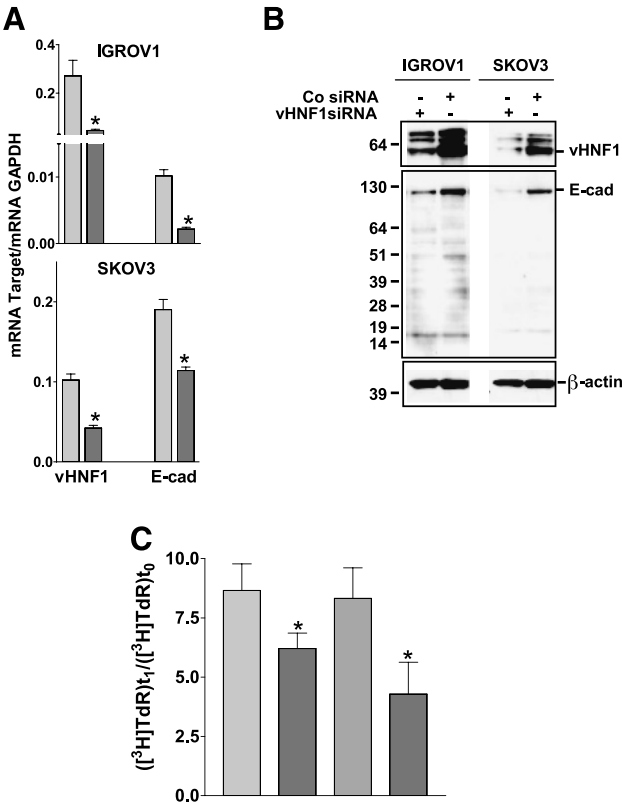 A
mRNA Target/mRNA GAPDH
IGROV1
0.4
0.2
*
0.01
*
0.00
SKOV3
0.2
*
0.1
*
0.0
vHNF1 E-cad
B
IGROV1 SKOV3
Co siRNA - + - +
vHNF1siRNA + - + -
64 vHNF1
130 E-cad
64
51
39
28
19
14
39 β-actin
C
([³H]TdR)t₁/([³H]TdR)t₀
10.0
7.5
*
*
5.0
2.5
0.0